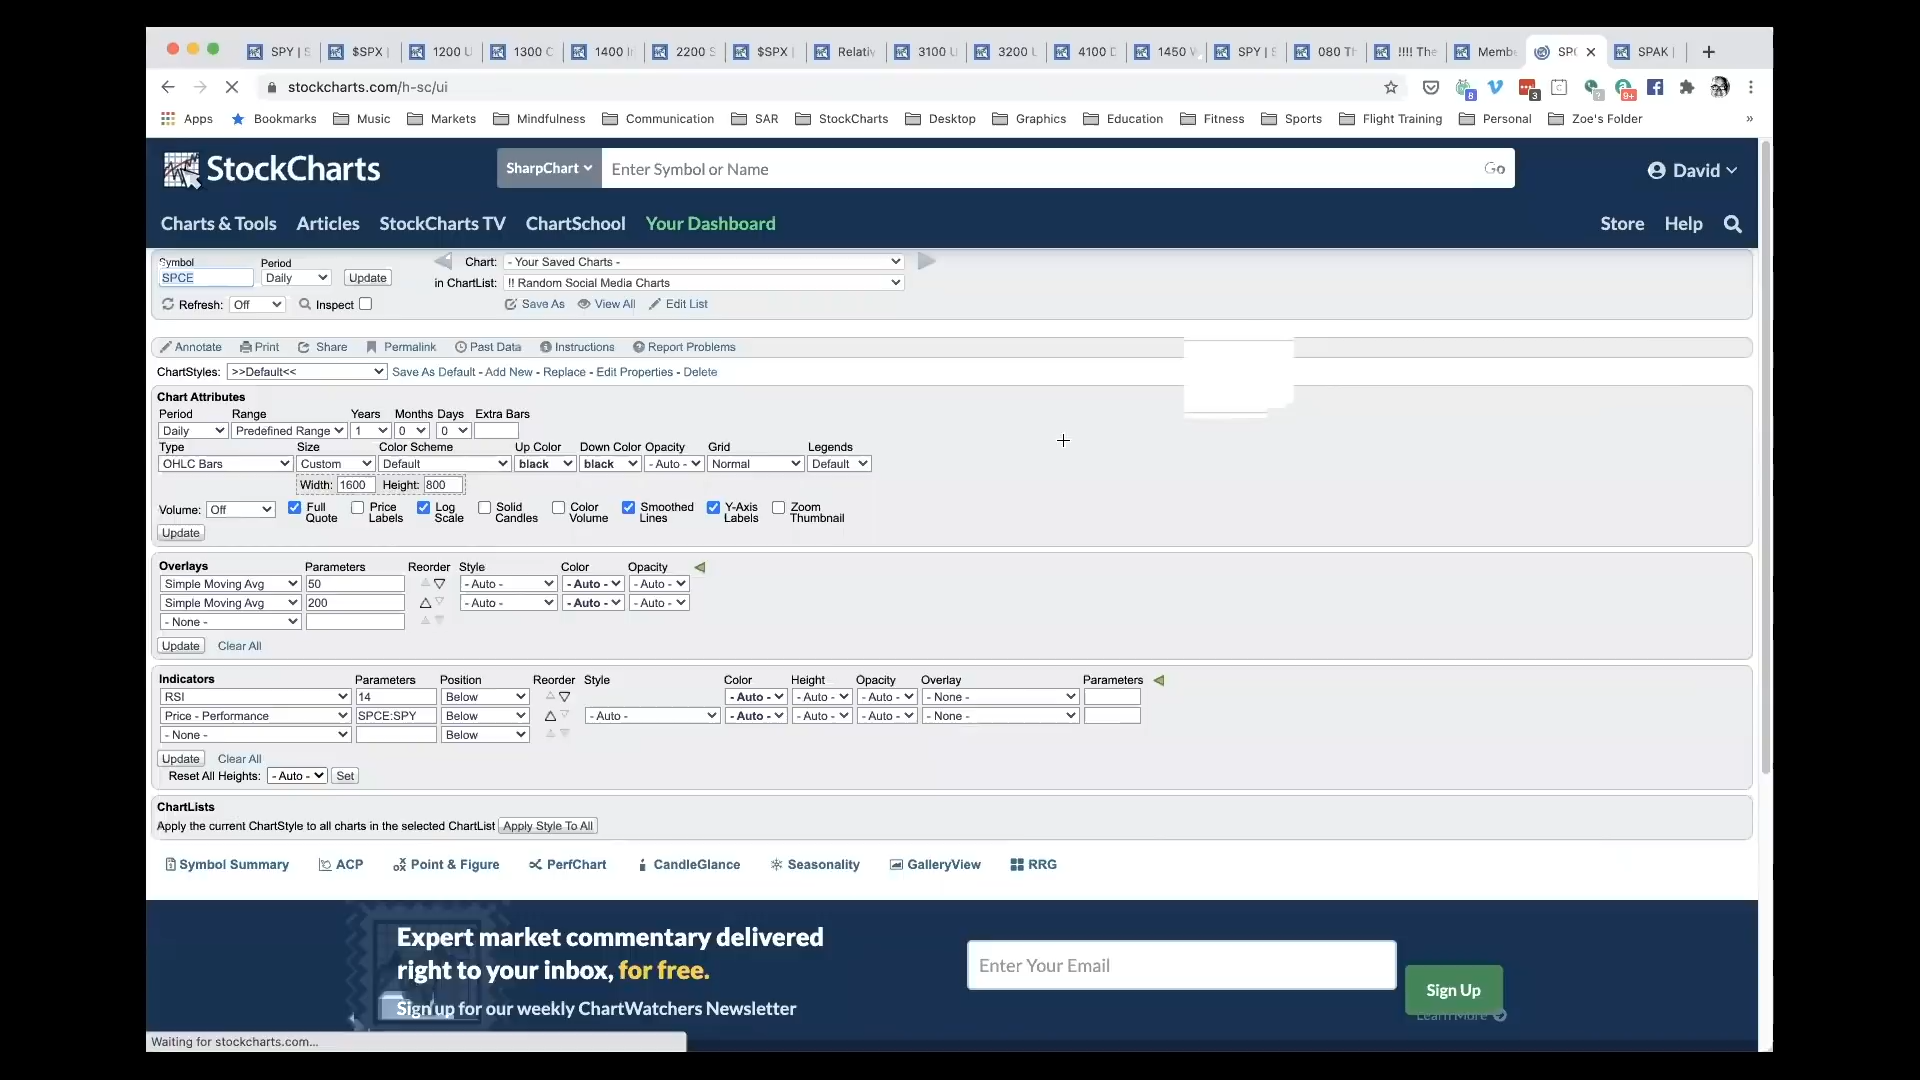 SPY | S
$SPX |
1200 U
1300 C
1400 In
2200 S
$SPX |
Relativ
3100 U
3200 U
4100 D
1450 W
SPY | S
080 Th
!!!! The
Membe
SPC
SPAK |
stockcharts.com/h-sc/ui
8
3
?
9+
Apps
Bookmarks
Music
Markets
Mindfulness
Communication
SAR
StockCharts
Desktop
Graphics
Education
Fitness
Sports
Flight Training
Personal
Zoe's Folder
»
StockCharts
SharpChart
Enter Symbol or Name
Go
David
Charts & Tools
Articles
StockCharts TV
ChartSchool
Your Dashboard
Store
Help
Symbol
Period
Chart:
- Your Saved Charts -
SPCE
Daily
Update
in ChartList:
!! Random Social Media Charts
Refresh:
Off
Inspect
Save As
View All
Edit List
Annotate
Print
Share
Permalink
Past Data
Instructions
Report Problems
ChartStyles:
>>Default<<
Save As Default - Add New - Replace - Edit Properties - Delete
Chart Attributes
Period
Range
Years
Months
Days
Extra Bars
Daily
Predefined Range
1
0
0
Type
Size
Color Scheme
Up Color
Down Color
Opacity
Grid
Legends
OHLC Bars
Custom
Default
black
black
- Auto -
Normal
Default
Width: 1600
Height: 800
Volume: Off
Full Quote
Price Labels
Log Scale
Solid Candles
Color Volume
Smoothed Lines
Y-Axis Labels
Zoom Thumbnail
Update
Overlays
Parameters
Reorder
Style
Color
Opacity
Simple Moving Avg
50
- Auto -
- Auto -
- Auto -
Simple Moving Avg
200
- Auto -
- Auto -
- Auto -
- None -
Update
Clear All
Indicators
Parameters
Position
Reorder
Style
Color
Height
Opacity
Overlay
Parameters
RSI
14
Below
- Auto -
- Auto -
- Auto -
- None -
Price - Performance
SPCE:SPY
Below
- Auto -
- Auto -
- Auto -
- Auto -
- None -
- None -
Below
Update
Clear All
Reset All Heights:
- Auto -
Set
ChartLists
Apply the current ChartStyle to all charts in the selected ChartList
Apply Style To All
Symbol Summary
ACP
Point & Figure
PerfChart
CandleGlance
Seasonality
GalleryView
RRG
Expert market commentary delivered
right to your inbox, for free.
Sign up for our weekly ChartWatchers Newsletter
Enter Your Email
Sign Up
Learn More
Waiting for stockcharts.com...